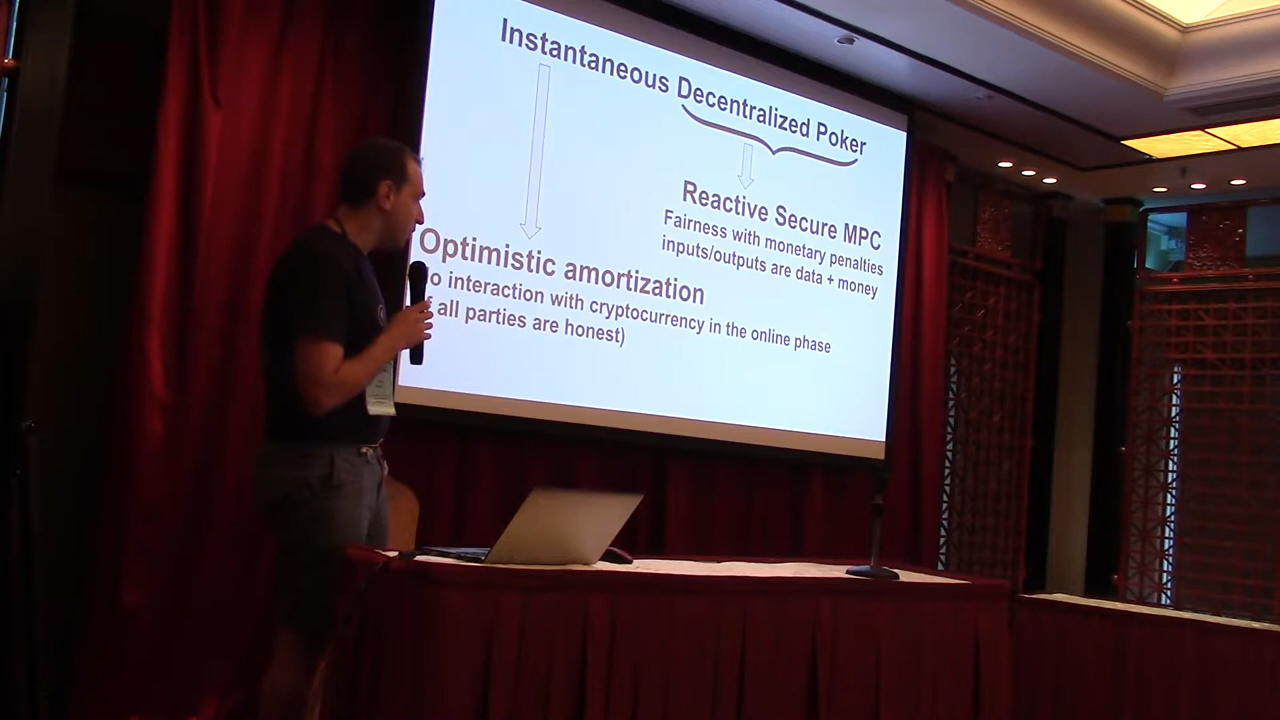 Instantaneous Decentralized Poker
Reactive Secure MPC
Fairness with monetary penalties
inputs/outputs are data + money
Optimistic amortization
interaction with cryptocurrency in the online phase
all parties are honest)